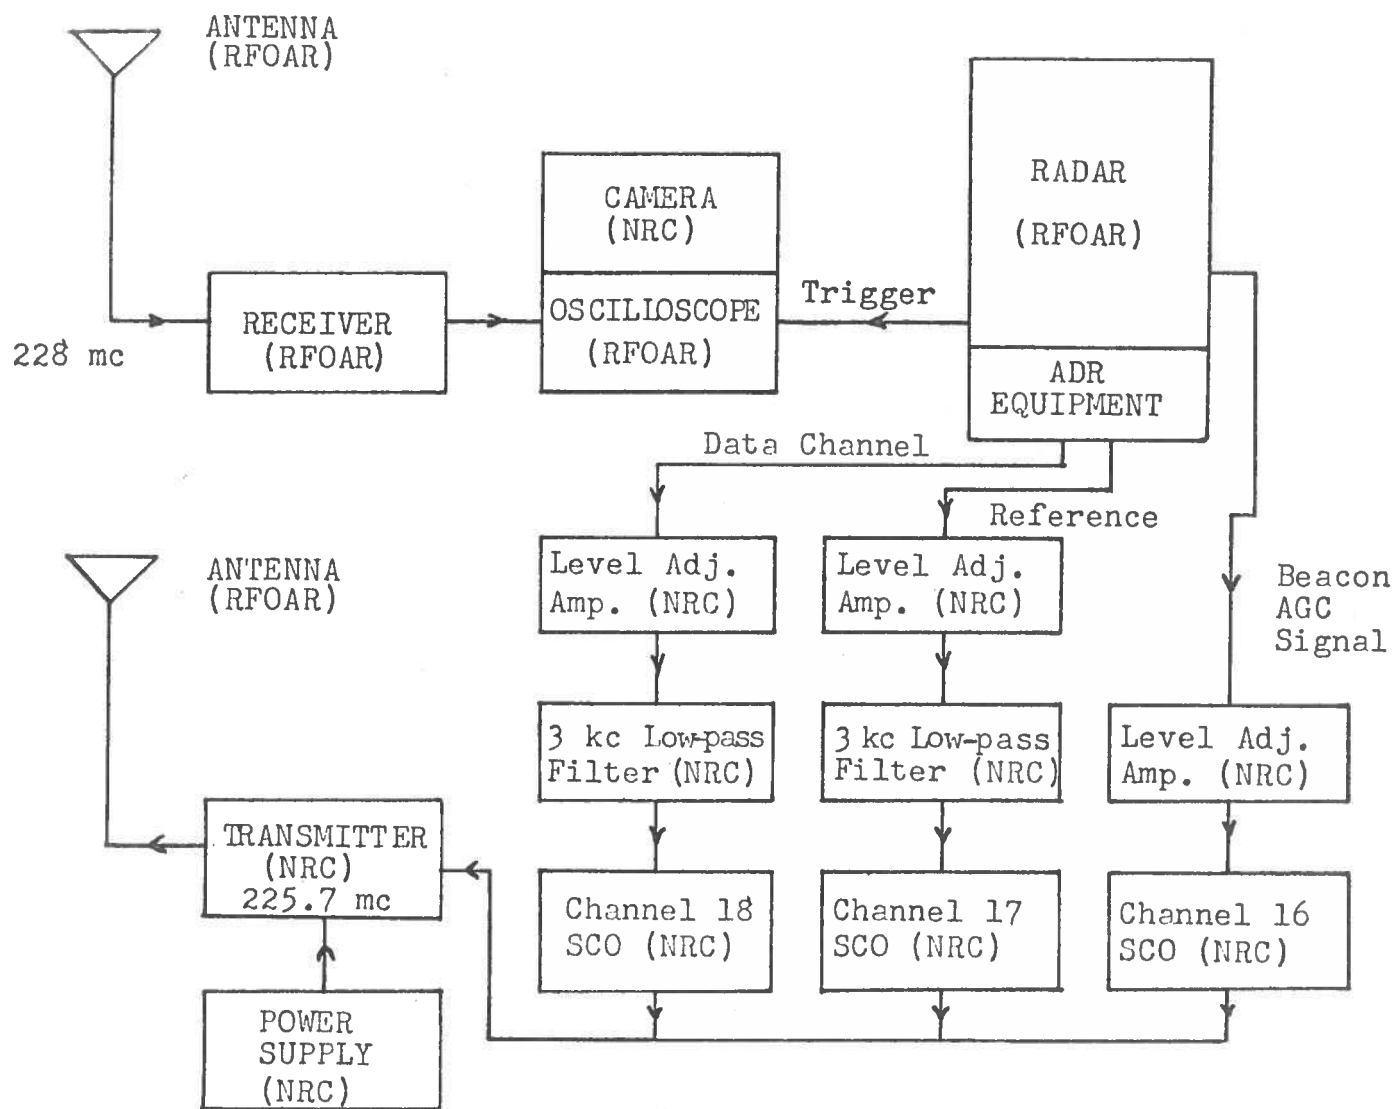 ANTENNA
(RFOAR)
RADAR
(RFOAR)
CAMERA
(NRC)
Trigger
OSCILIOSCOPE
(RFOAR)
RECEIVER
(RFOAR)
228 mc
ADR
EQUIPMENT
Data Channel
Reference
ANTENNA
(RFOAR)
Level Adj.
Amp. (NRC)
Level Adj.
Amp. (NRC)
Beacon
AGC
Signal
3 kc Low-pass
Filter (NRC)
3 kc Low-pass
Filter (NRC)
Level Adj.
Amp. (NRC)
TRANSMITTER
(NRC)
225.7 mc
Channel 18
SCO (NRC)
Channel 17
SCO (NRC)
Channel 16
SCO (NRC)
POWER
SUPPLY
(NRC)